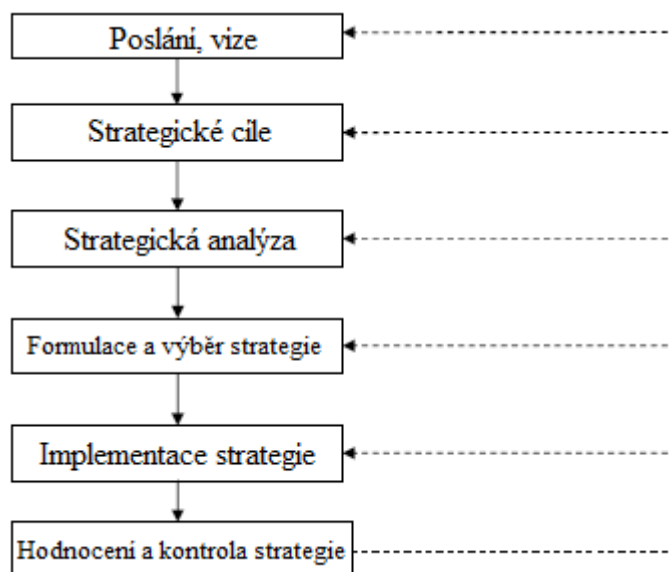 Poslání, vize
Strategické cíle
Strategická analýza
Formulace a výběr strategie
Implementace strategie
Hodnocení a kontrola strategie